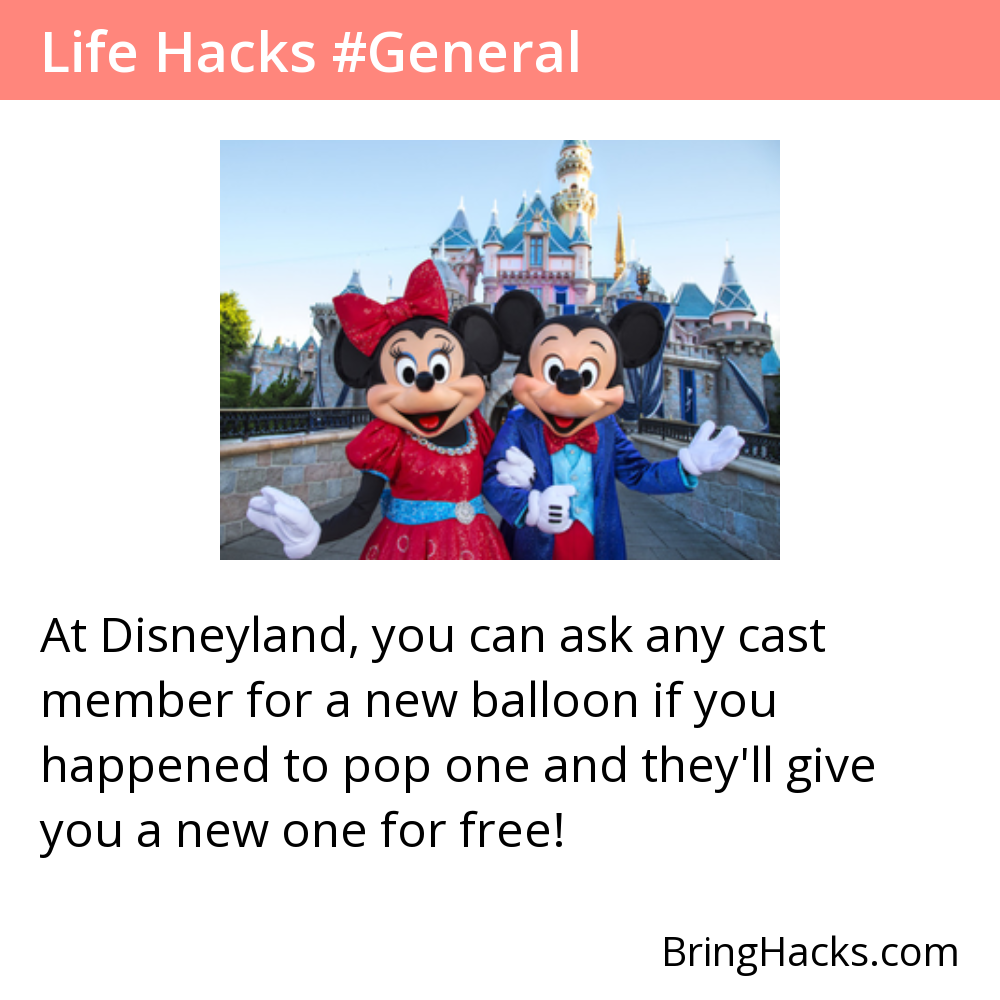 Life Hacks #General
At Disneyland, you can ask any cast
member for a new balloon if you
happened to pop one and they'll give
you a new one for free!
BringHacks.com